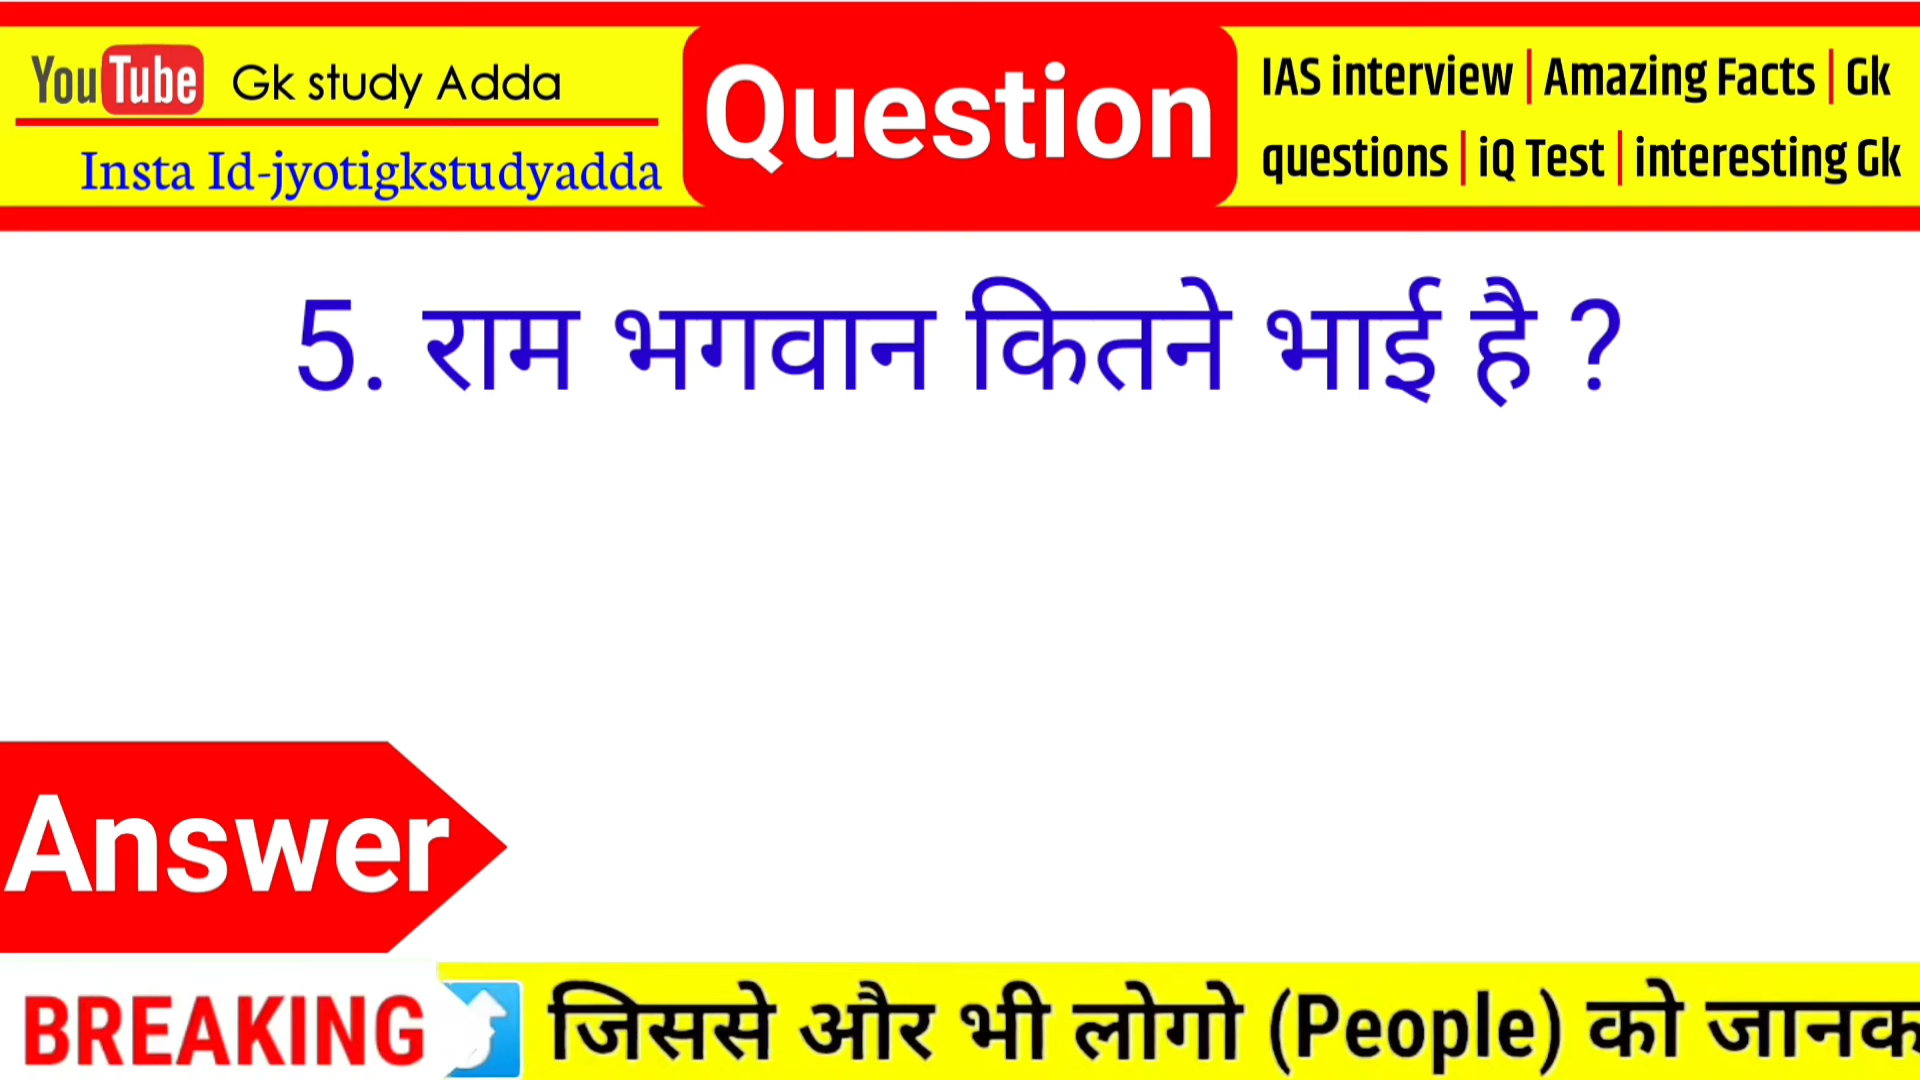 YouTube Gk study Adda
Insta Id-jyotigkstudyadda
Question
IAS interview | Amazing Facts | Gk
questions | iQ Test | interesting Gk
5. राम भगवान कितने भाई है ?
Answer
BREAKING
जिससे और भी लोगो (People) को जानक